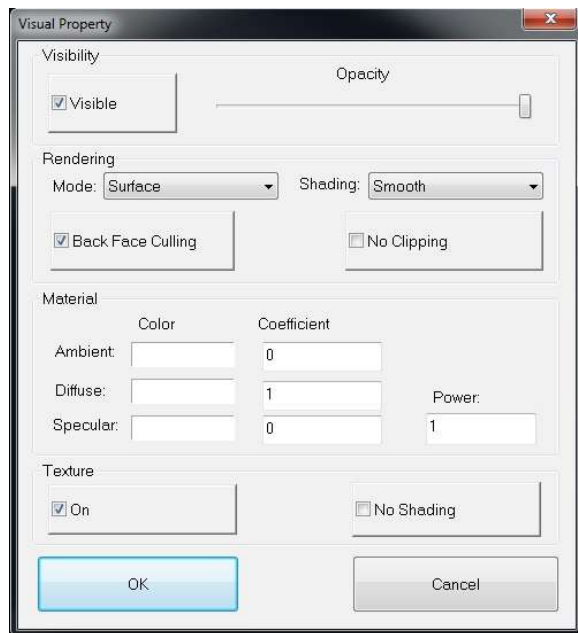 Visual Property
Visibility
Opacity
Visible
Rendering
Mode: Surface Shading: Smooth
Back Face Culling No Clipping
Material
Color Coefficient
Ambient: 0
Diffuse: 1 Power:
Specular: 0 1
Texture
On No Shading
OK Cancel